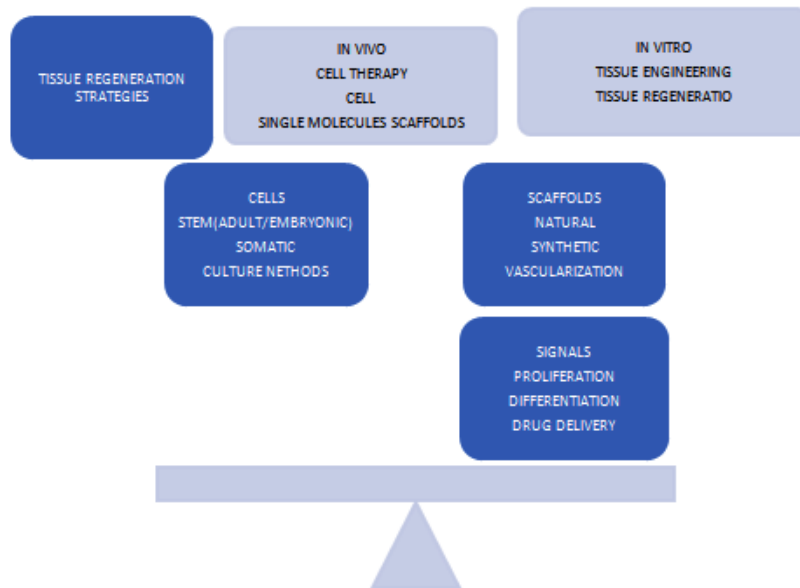 TISSUE REGENERATION
STRATEGIES
IN VIVO
CELL THERAPY
CELL
SINGLE MOLECULES SCAFFOLDS
IN VITRO
TISSUE ENGINEERING
TISSUE REGENERATIO
CELLS
STEM(ADULT/EMBRYONIC)
SOMATIC
CULTURE NETHODS
SCAFFOLDS
NATURAL
SYNTHETIC
VASCULARIZATION
SIGNALS
PROLIFERATION
DIFFERENTIATION
DRUG DELIVERY